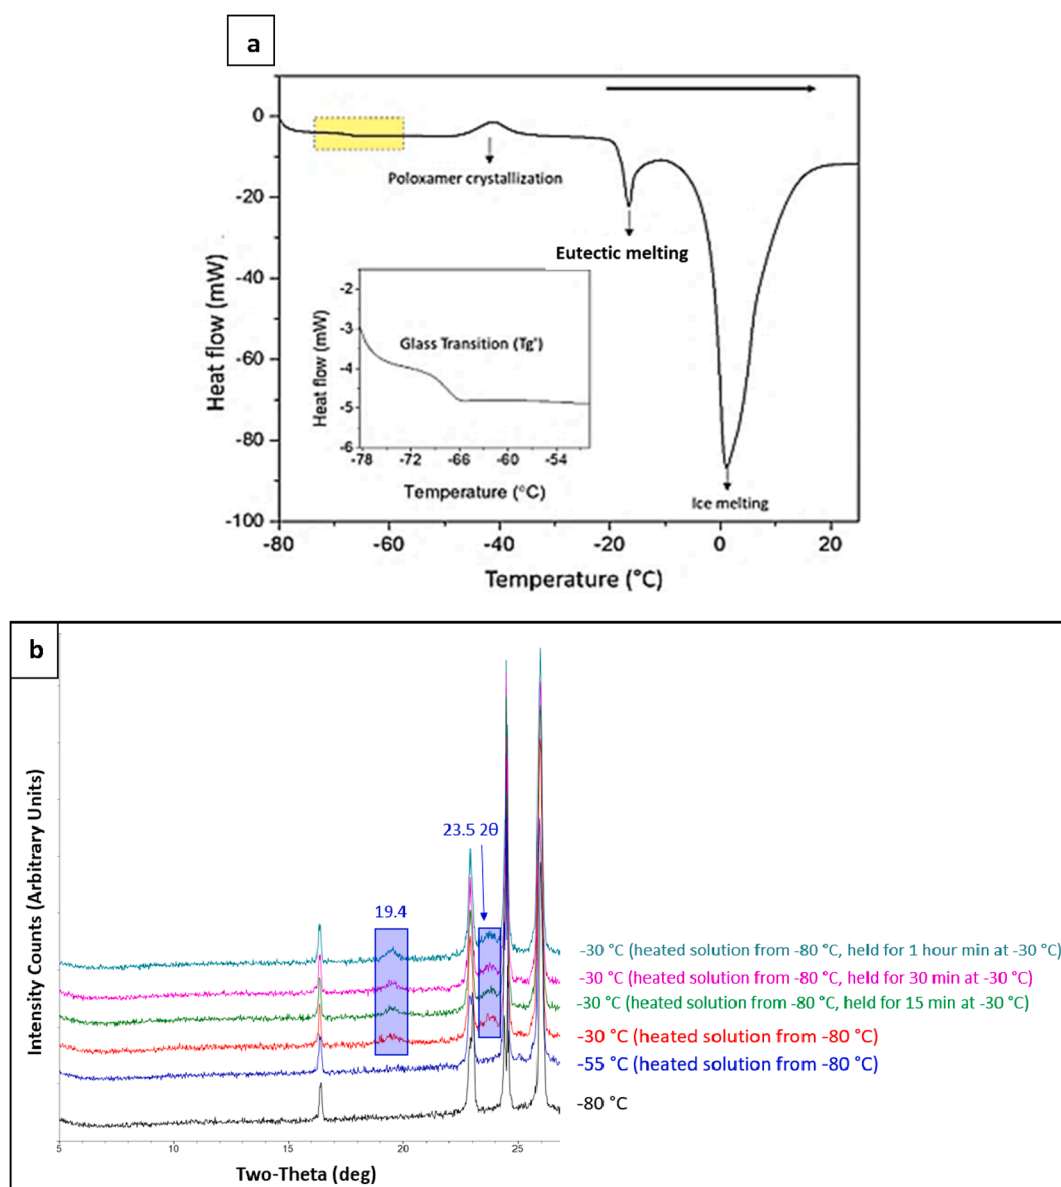 a
0
-20
-40
-60
-80
-100
Heat flow (mW)
Poloxamer crystallization
Eutectic melting
Ice melting
-2
-3
-4
-5
-6
Heat flow (mW)
Glass Transition (Tg')
-78 -72 -66 -60 -54
Temperature (°C)
-80 -60 -40 -20 0 20
Temperature (°C)
b
Intensity Counts (Arbitrary Units)
23.5 2θ
19.4
-30 °C (heated solution from -80 °C, held for 1 hour min at -30 °C)
-30 °C (heated solution from -80 °C, held for 30 min at -30 °C)
-30 °C (heated solution from -80 °C, held for 15 min at -30 °C)
-30 °C (heated solution from -80 °C)
-55 °C (heated solution from -80 °C)
-80 °C
5 10 15 20 25
Two-Theta (deg)